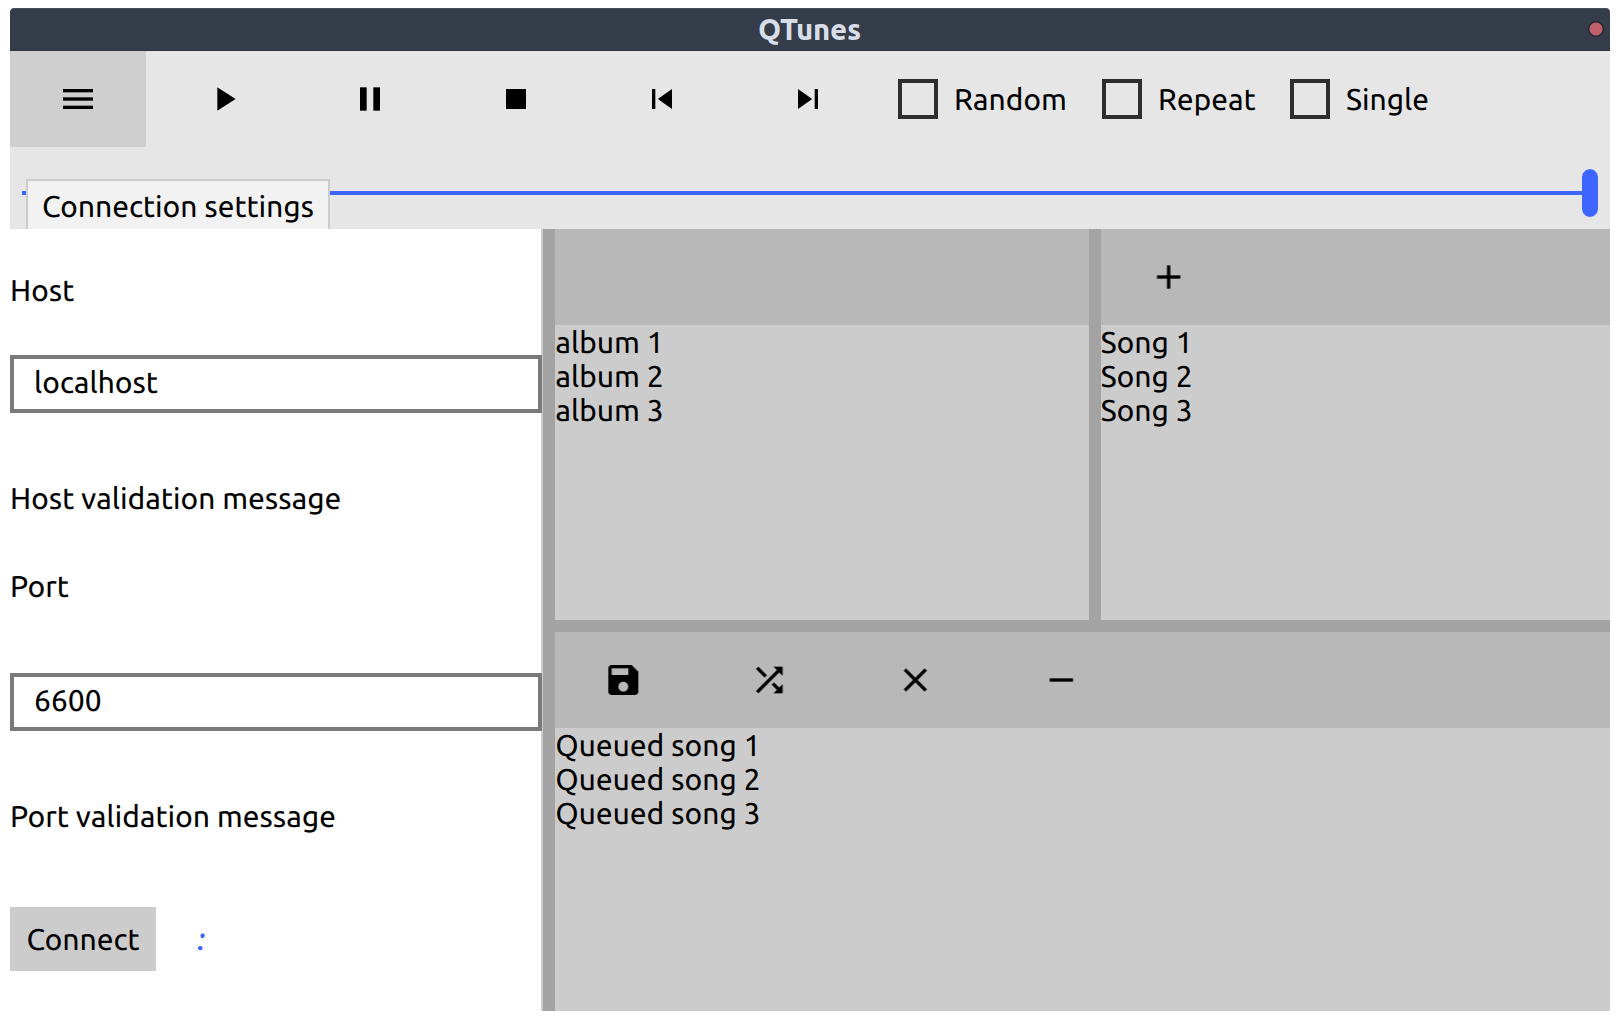 QTunes
Random Repeat Single
Connection settings
Host
localhost
Host validation message
Port
6600
Port validation message
Connect
album 1
album 2
album 3
Song 1
Song 2
Song 3
Queued song 1
Queued song 2
Queued song 3